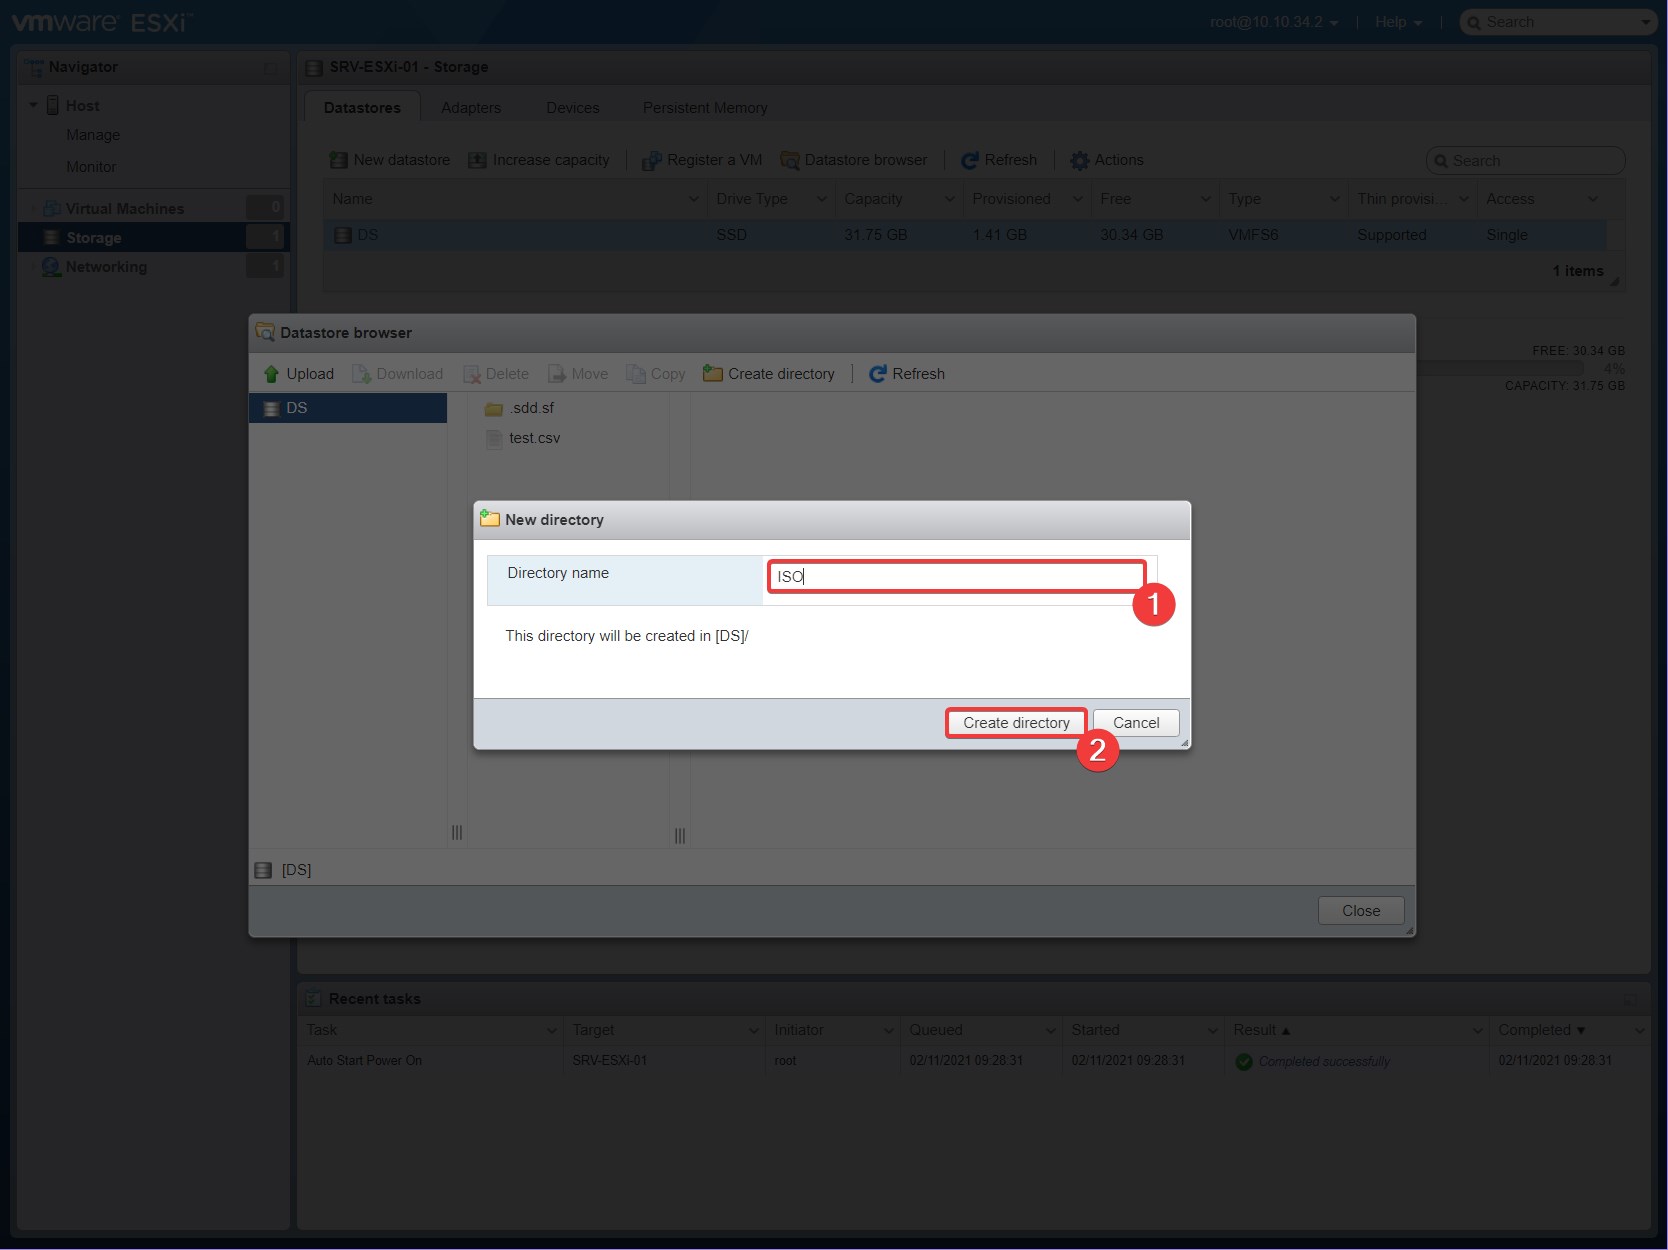 vmware ESXi™
root@10.10.34.2 | Help | Search
Navigator
Host
Manage
Monitor
Virtual Machines 0
Storage 1
Networking 1
SRV-ESXi-01 - Storage
Datastores Adapters Devices Persistent Memory
New datastore Increase capacity | Register a VM Datastore browser | Refresh | Actions
Search
Name Drive Type Capacity Provisioned Free Type Thin provisi... Access
DS SSD 31.75 GB 1.41 GB 30.34 GB VMFS6 Supported Single
1 items
FREE: 30.34 GB
4%
CAPACITY: 31.75 GB
Datastore browser
Upload Download Delete Move Copy Create directory | Refresh
DS
.sdd.sf
test.csv
New directory
Directory name ISO
1
This directory will be created in [DS]/
Create directory Cancel
2
[DS]
Close
Recent tasks
Task Target Initiator Queued Started Result ▲ Completed ▼
Auto Start Power On SRV-ESXi-01 root 02/11/2021 09:28:31 02/11/2021 09:28:31 Completed successfully 02/11/2021 09:28:31